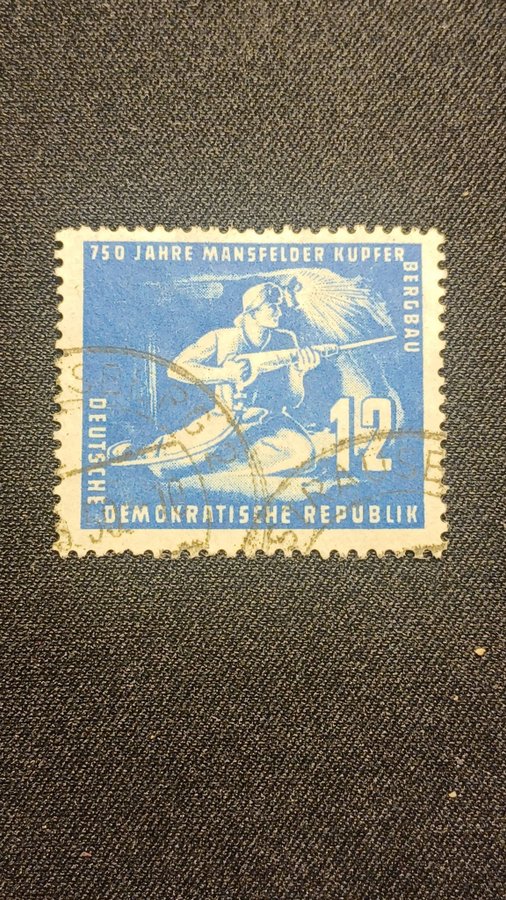 750 JAHRE MANSFELDER KUPFER
BERGBAU
12
DEUTSCHE
DEMOKRATISCHE REPUBLIK